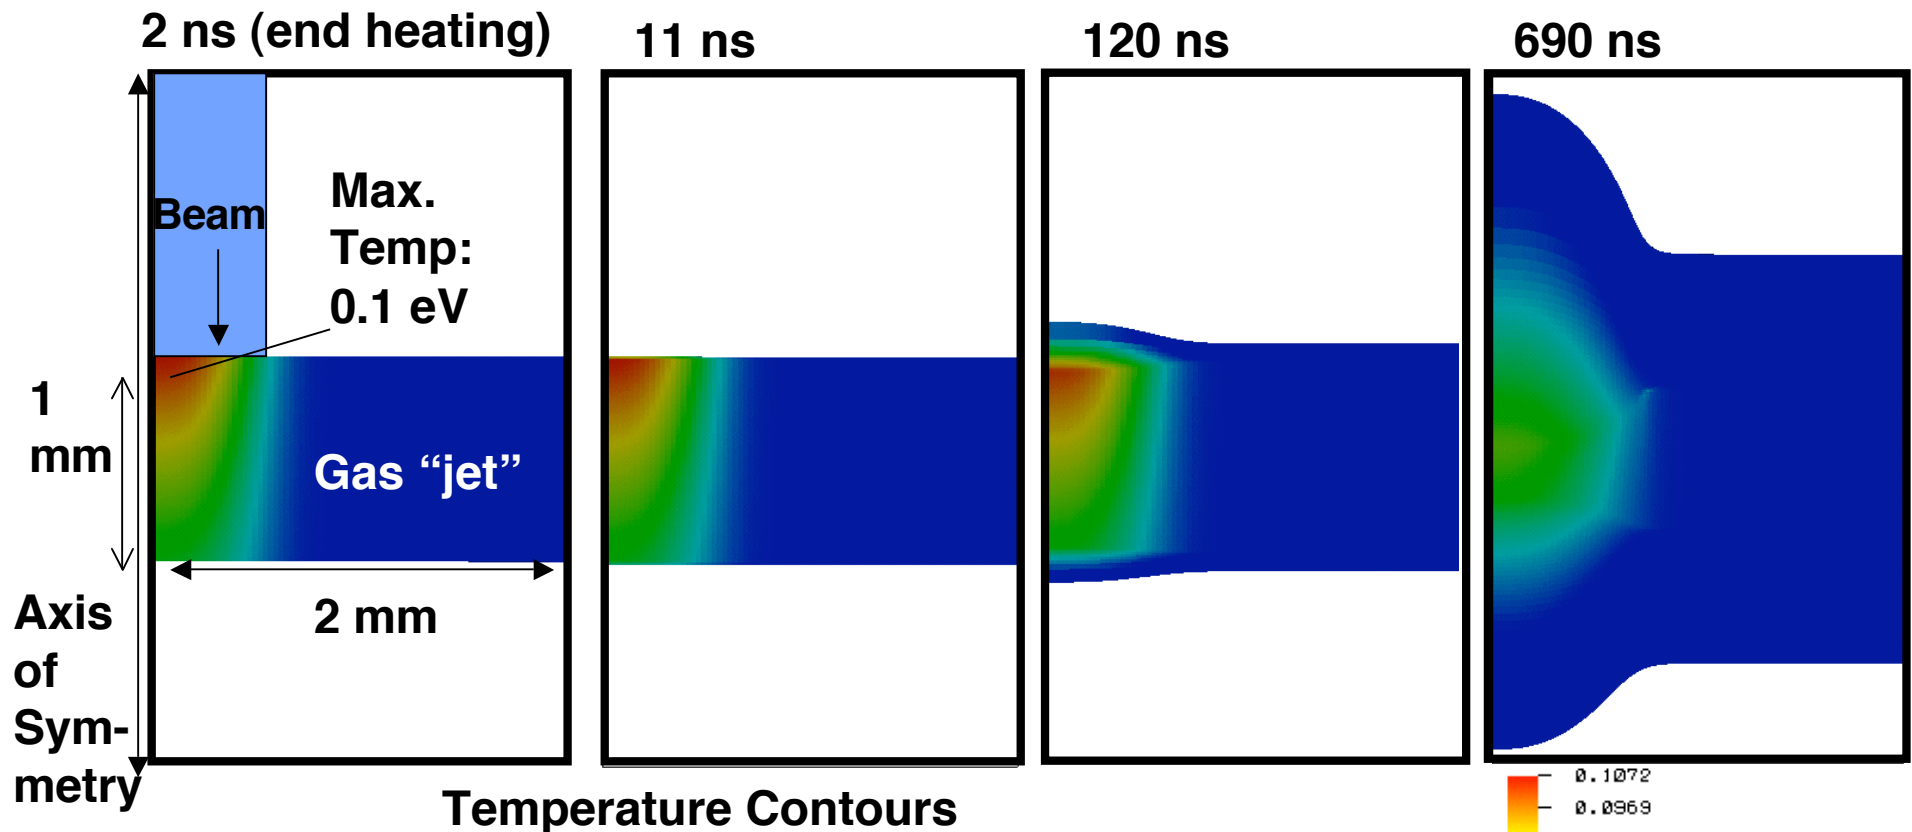 2 ns (end heating)
11 ns
120 ns
690 ns
Beam
Max.
Temp:
0.1 eV
1
mm
Gas “jet”
2 mm
Axis
of
Sym-
metry
Temperature Contours
0.1072
0.0969